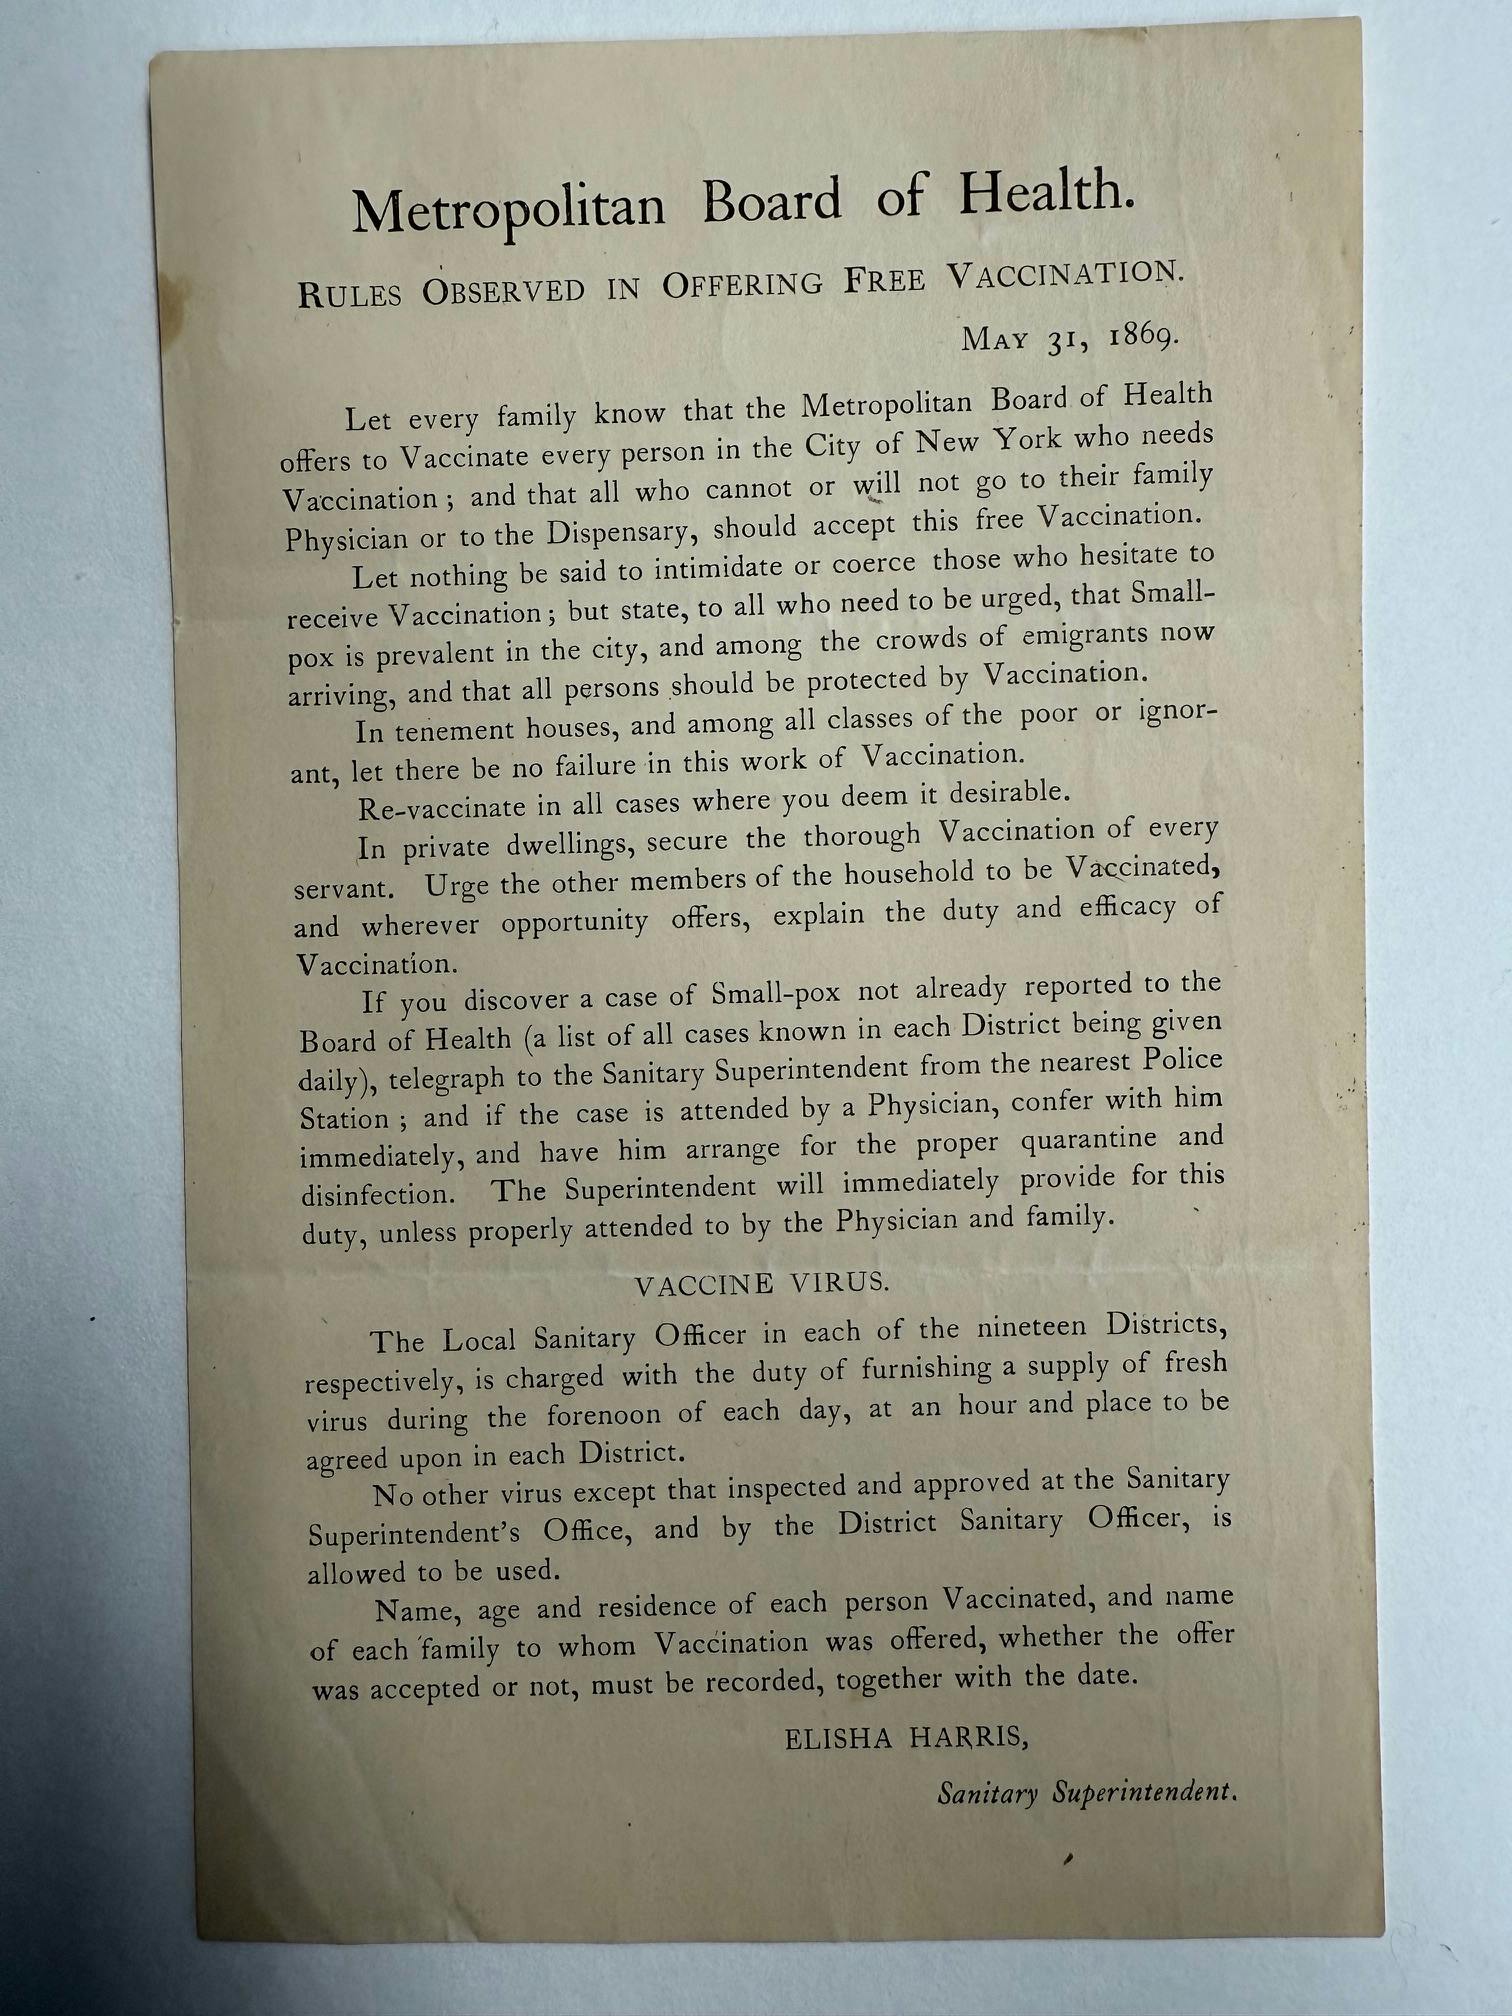 Metropolitan Board of Health.
RULES OBSERVED IN OFFERING FREE VACCINATION.
MAY 31, 1869.
Let every family know that the Metropolitan Board of Health
offers to Vaccinate every person in the City of New York who needs
Vaccination ; and that all who cannot or will not go to their family
Physician or to the Dispensary, should accept this free Vaccination.
Let nothing be said to intimidate or coerce those who hesitate to
receive Vaccination ; but state, to all who need to be urged, that Small-
pox is prevalent in the city, and among the crowds of emigrants now
arriving, and that all persons should be protected by Vaccination.
In tenement houses, and among all classes of the poor or ignor-
ant, let there be no failure in this work of Vaccination.
Re-vaccinate in all cases where you deem it desirable.
In private dwellings, secure the thorough Vaccination of every
servant. Urge the other members of the household to be Vaccinated,
and wherever opportunity offers, explain the duty and efficacy of
Vaccination.
If you discover a case of Small-pox not already reported to the
Board of Health (a list of all cases known in each District being given
daily), telegraph to the Sanitary Superintendent from the nearest Police
Station ; and if the case is attended by a Physician, confer with him
immediately, and have him arrange for the proper quarantine and
disinfection. The Superintendent will immediately provide for this
duty, unless properly attended to by the Physician and family.
VACCINE VIRUS.
The Local Sanitary Officer in each of the nineteen Districts,
respectively, is charged with the duty of furnishing a supply of fresh
virus during the forenoon of each day, at an hour and place to be
agreed upon in each District.
No other virus except that inspected and approved at the Sanitary
Superintendent's Office, and by the District Sanitary Officer, is
allowed to be used.
Name, age and residence of each person Vaccinated, and name
of each family to whom Vaccination was offered, whether the offer
was accepted or not, must be recorded, together with the date.
ELISHA HARRIS,
Sanitary Superintendent.